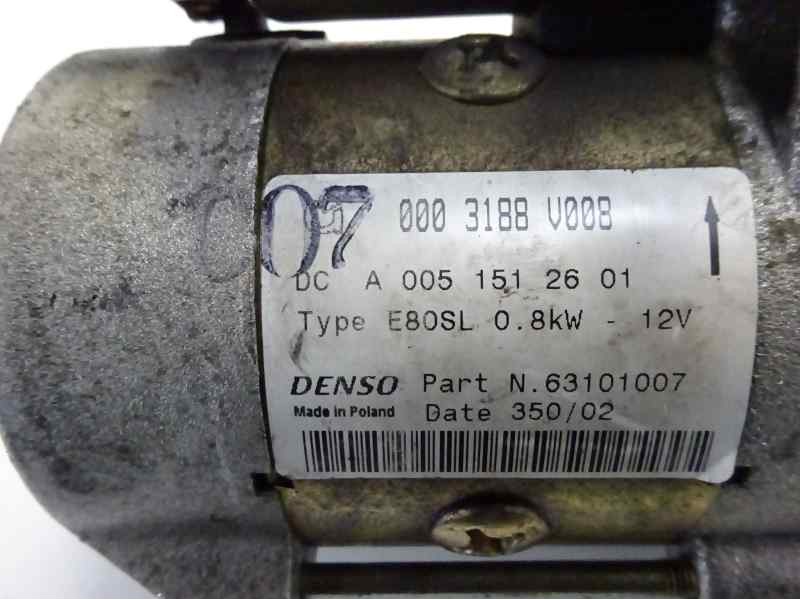 007
000 3188 V008
DC A 005 151 26 01
Type E80SL 0.8kW - 12V
DENSO Part N.63101007
Made in Poland Date 350/02